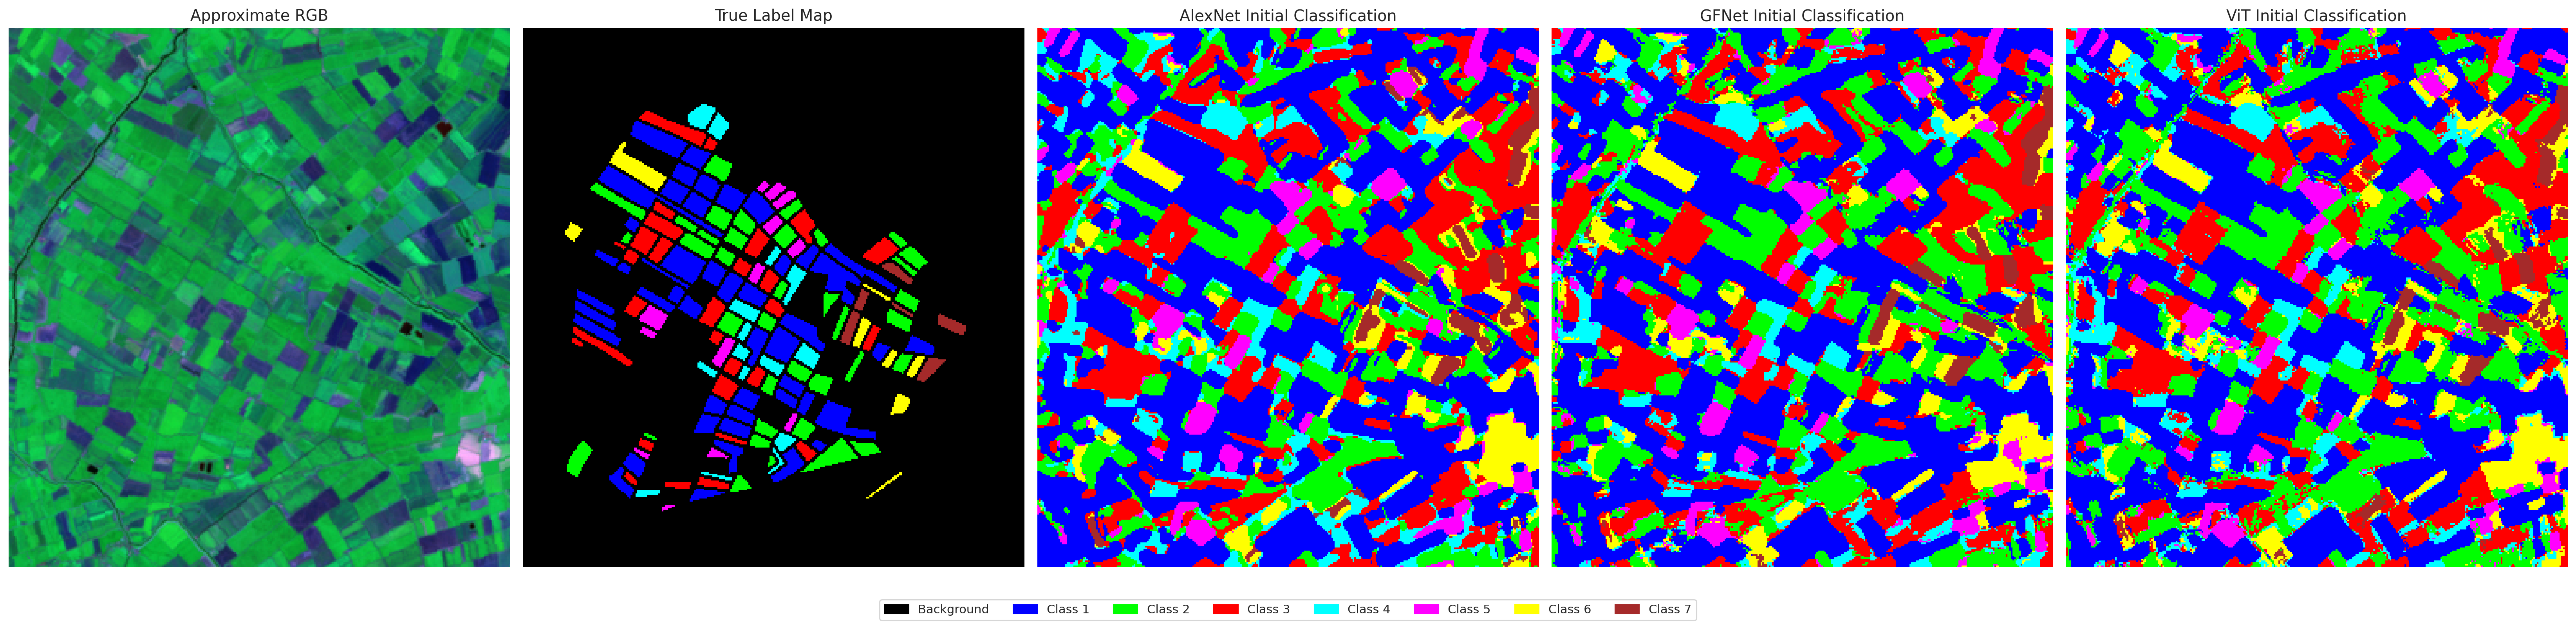 Approximate RGB
True Label Map
AlexNet Initial Classification
GFNet Initial Classification
ViT Initial Classification
Background Class 1 Class 2 Class 3 Class 4 Class 5 Class 6 Class 7